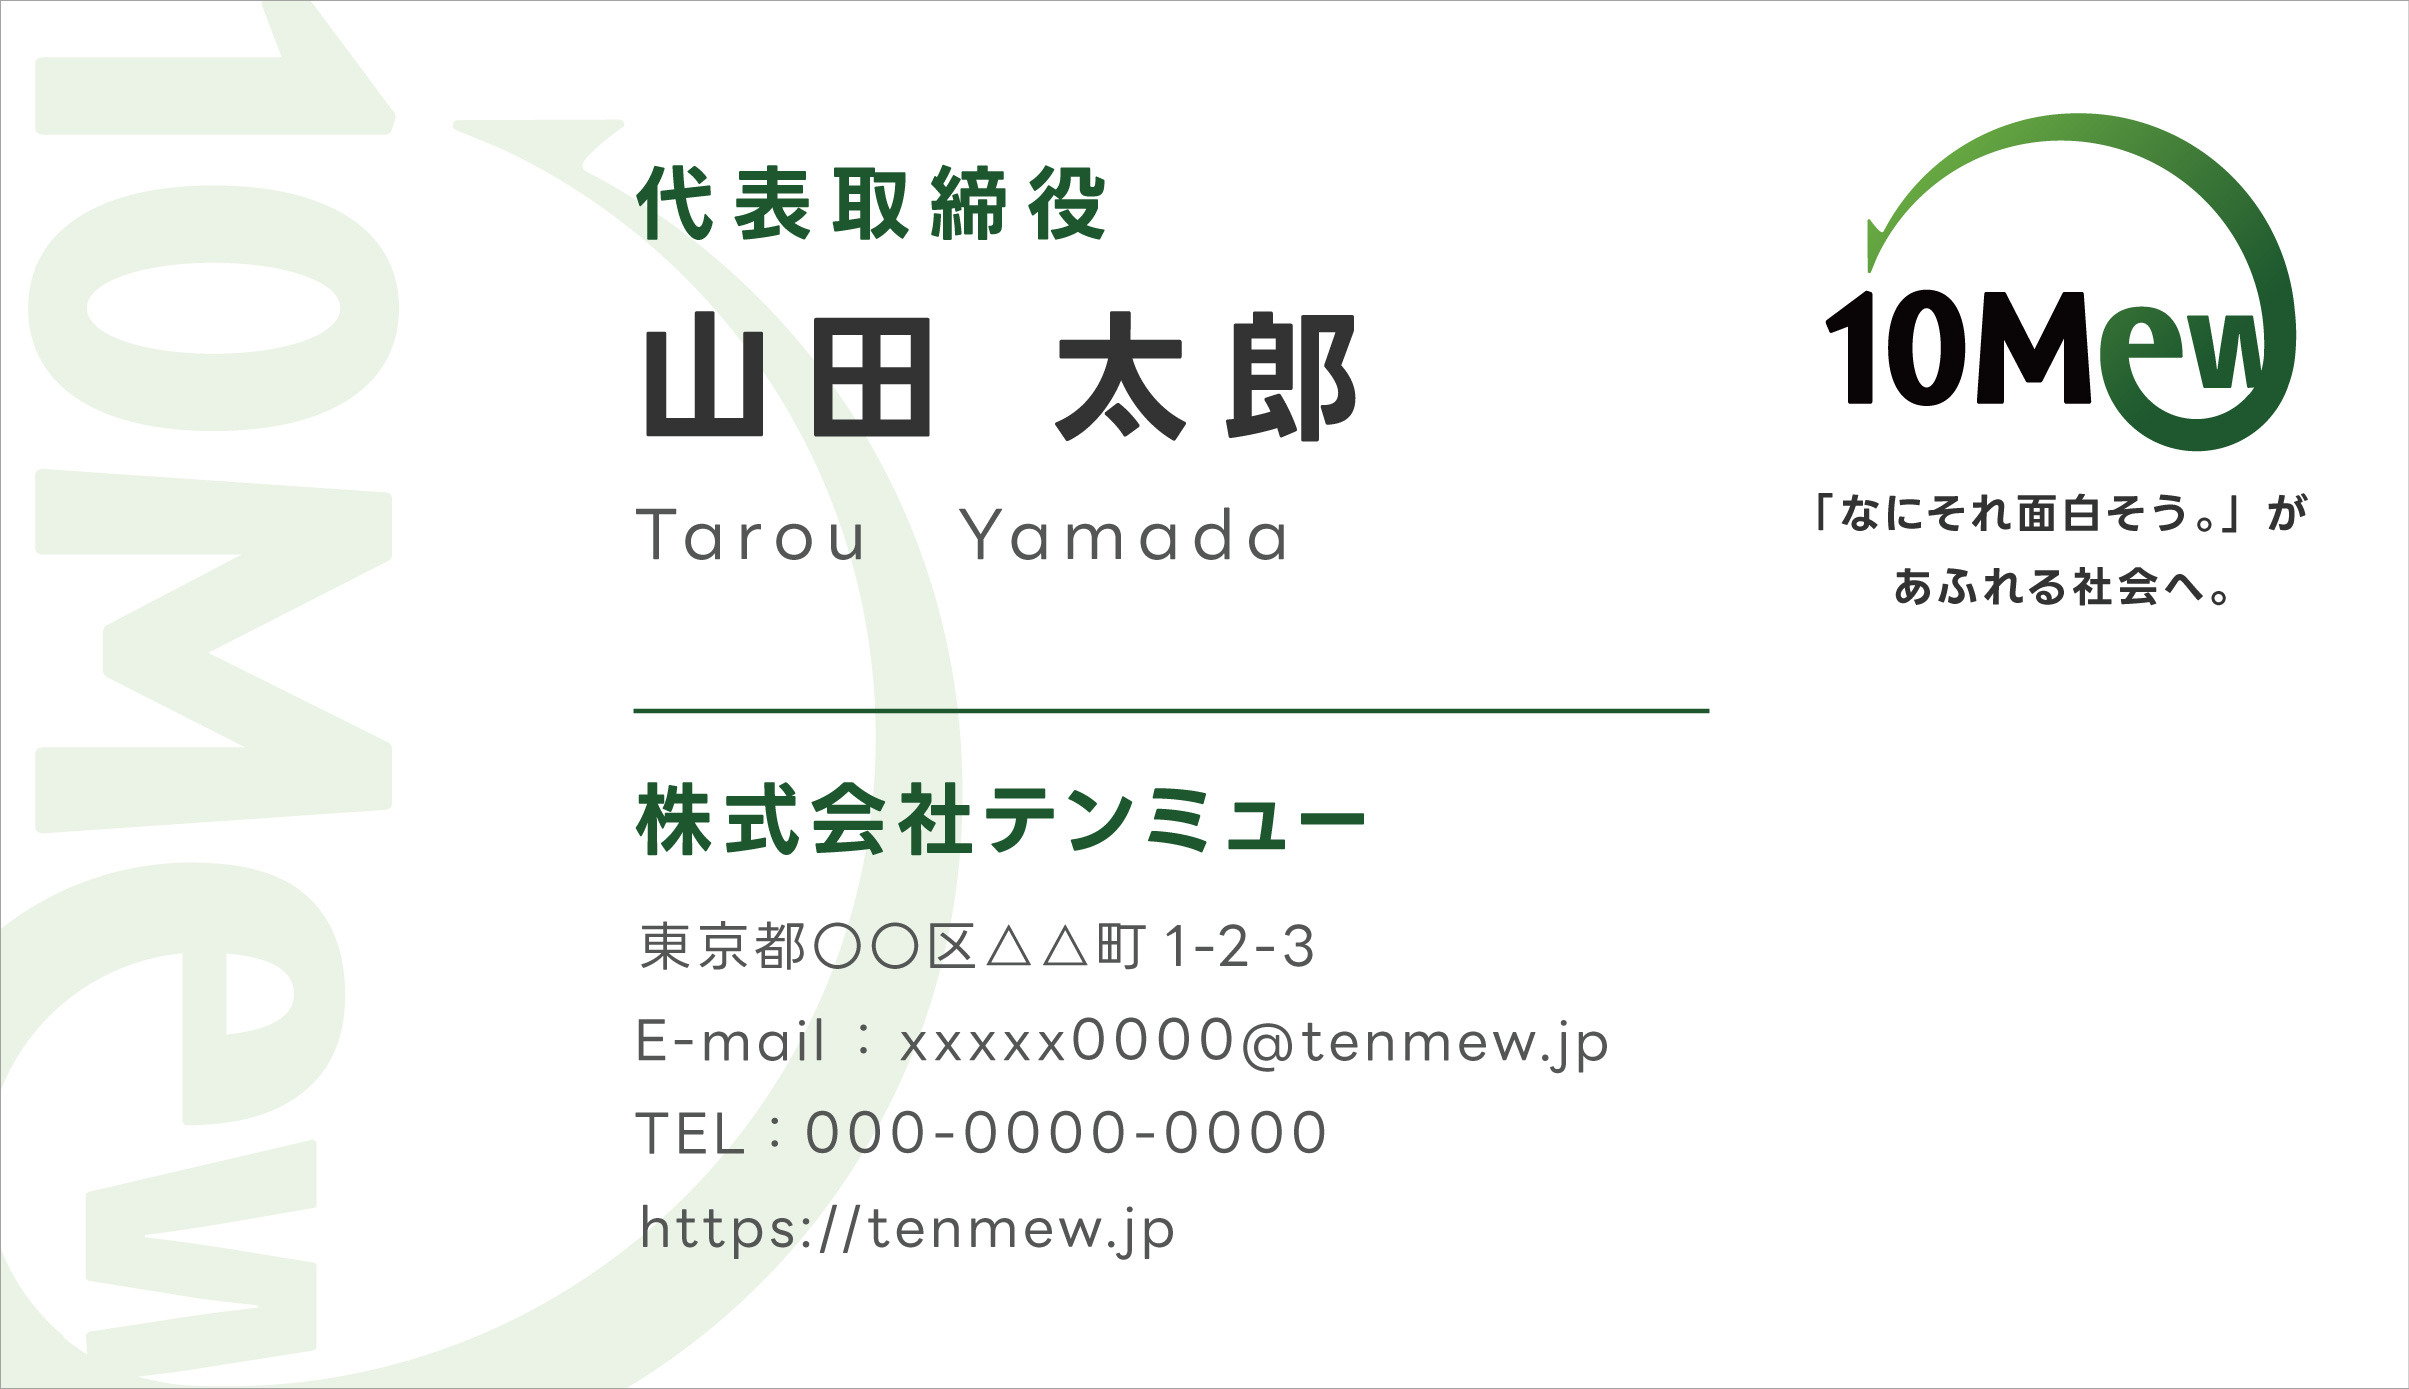 10Mew
代表取締役
山田 太郎
Tarou Yamada
10Mew
「なにそれ面白そう。」が
あふれる社会へ。
株式会社テンミュー
東京都〇〇区△△町 1-2-3
E-mail：xxxxx0000@tenmew.jp
TEL：000-0000-0000
https://tenmew.jp